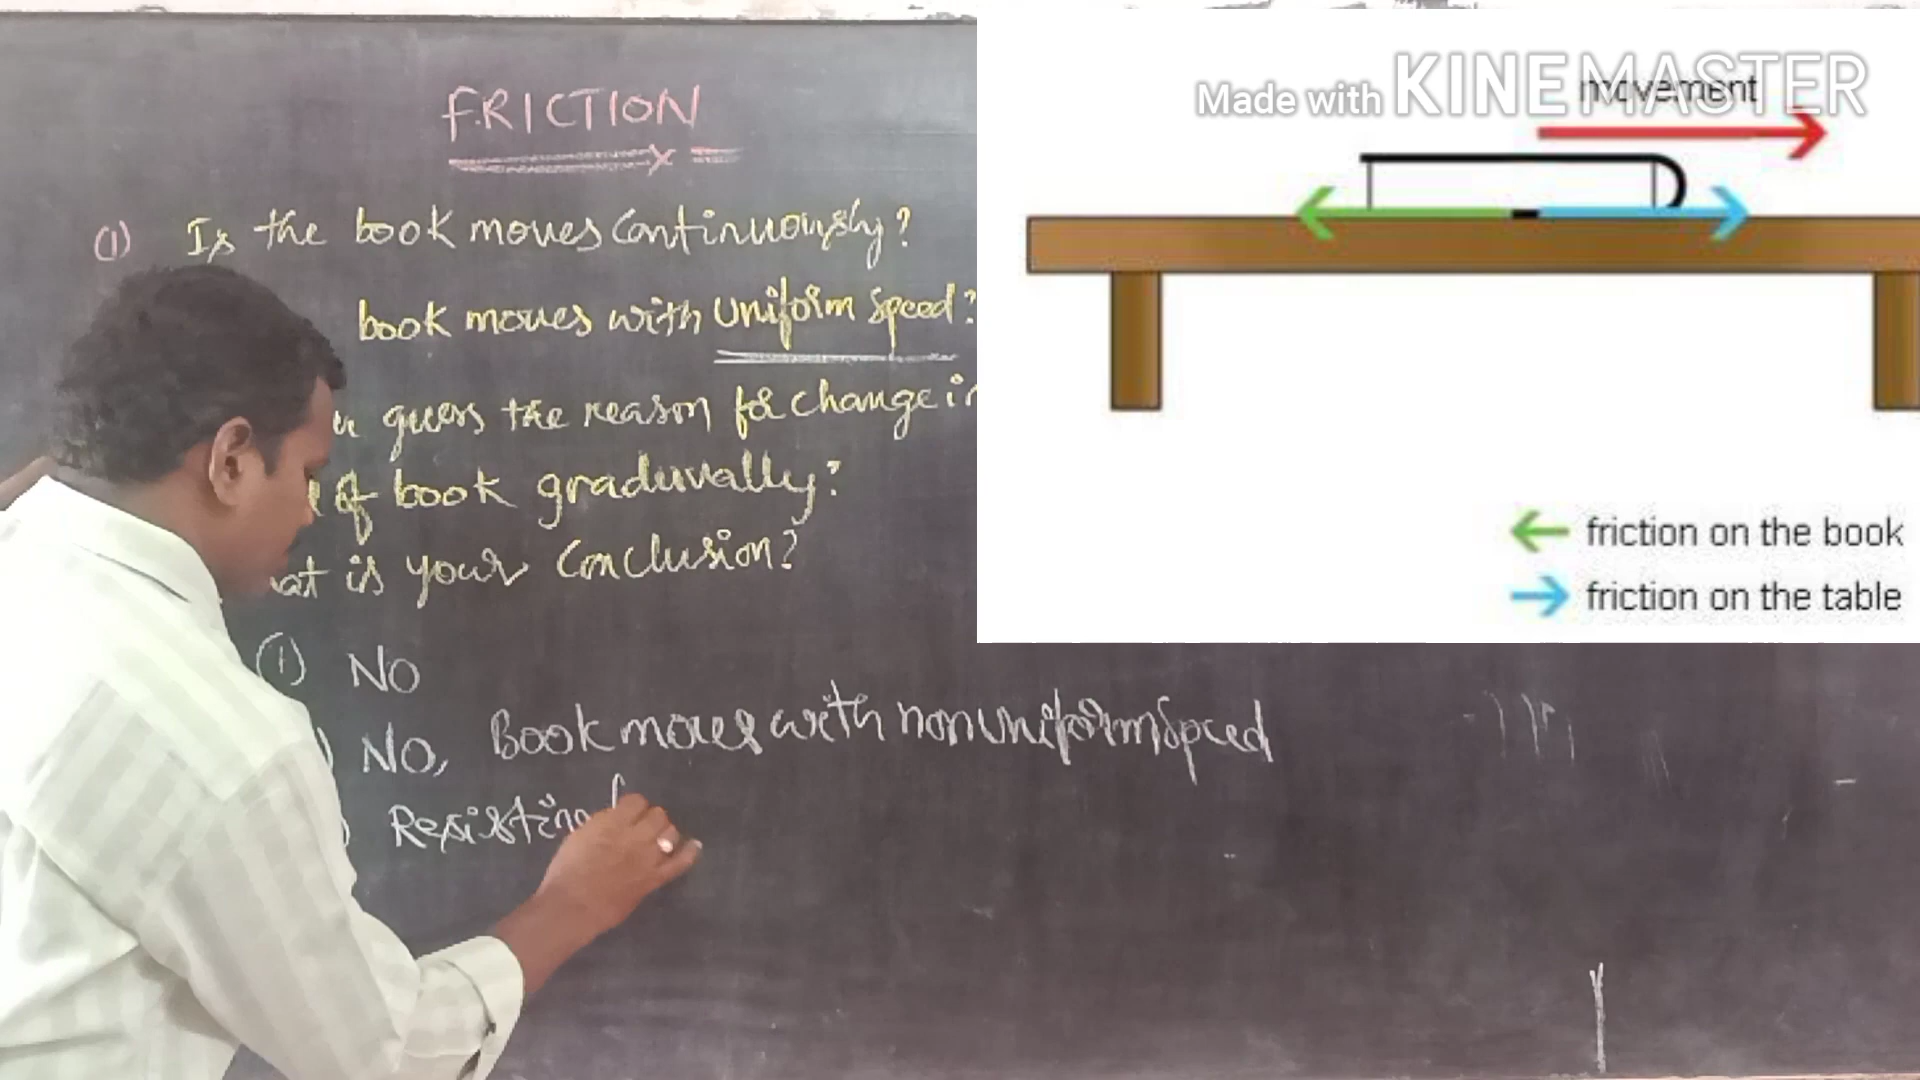 FRICTION
(1) Is the book moves Continuously?
book moves with Uniform Speed?
guess the reason for change in
of book graduvally?
at is your Conclusion?
(1) NO
NO, Book moves with nonuniform Speed
Resisting f
Made with KINEMASTER
movement
friction on the book
friction on the table